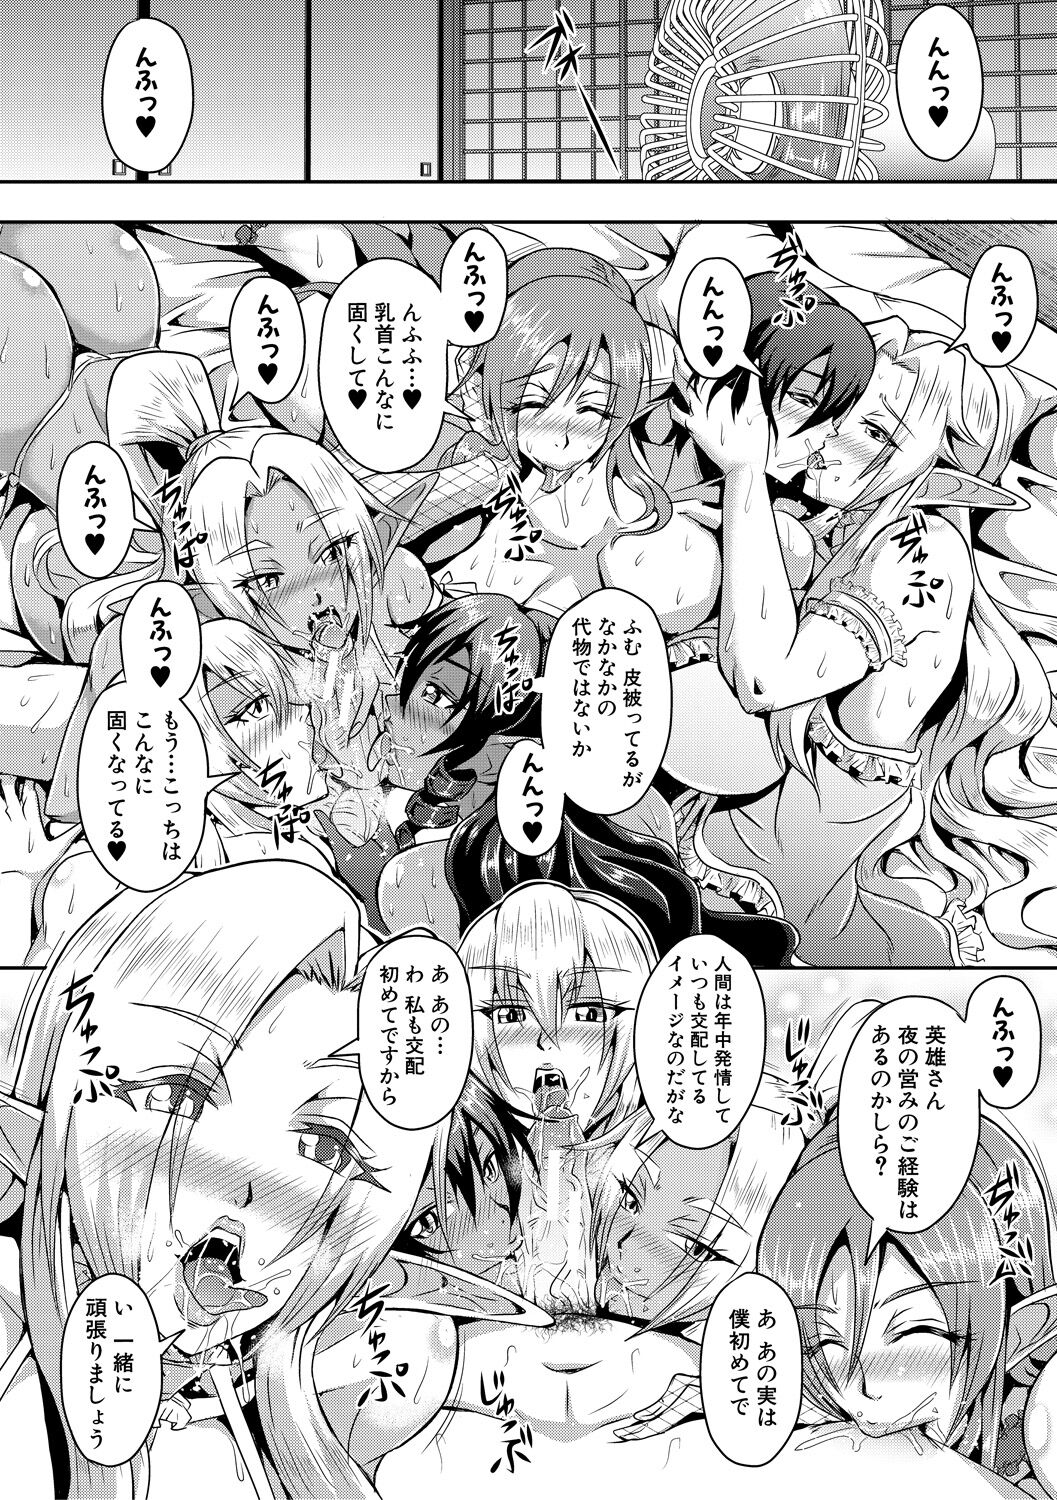 んんっ♥
んふっ♥
んんっ♥
んふっ♥
んふっ♥
んふふ…♥
乳首こんなに
固くして♥
んふっ♥
んふっ♥
んふっ♥
ふむ 皮被ってるが
なかなかの
代物ではないか
んんっ♥
もう…こっちは
こんなに
固くなってる♥
んふっ♥
英雄さん
夜の営みのご経験は
あるのかしら?
人間は年中発情して
いつも交配してる
イメージなのだがな
あ あの実は
僕初めてで
あ あの…
わ 私も交配
初めてですから
い 一緒に
頑張りましょう